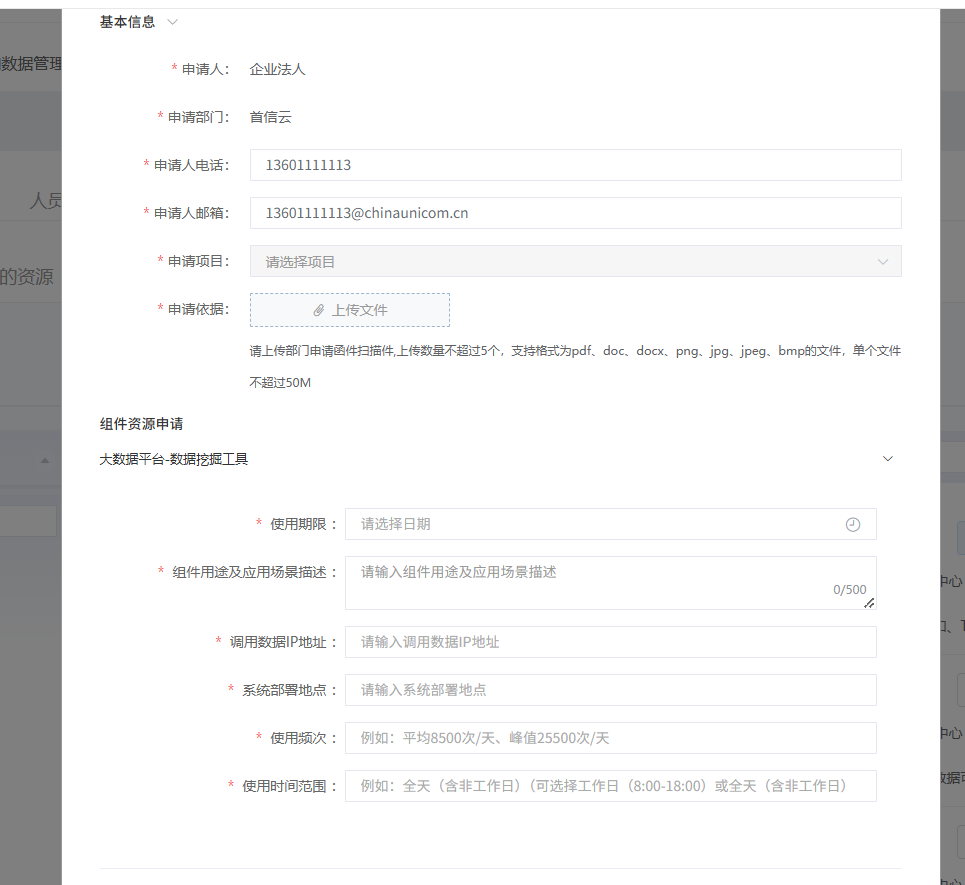 基本信息
数据管理
* 申请人： 企业法人
* 申请部门： 首信云
* 申请人电话： 13601111113
人员
* 申请人邮箱： 13601111113@chinaunicom.cn
* 申请项目： 请选择项目
的资源
* 申请依据： 上传文件
请上传部门申请函件扫描件,上传数量不超过5个，支持格式为pdf、doc、docx、png、jpg、jpeg、bmp的文件，单个文件
不超过50M
组件资源申请
大数据平台-数据挖掘工具
* 使用期限： 请选择日期
* 组件用途及应用场景描述： 请输入组件用途及应用场景描述
0/500
中心
* 调用数据IP地址： 请输入调用数据IP地址
* 系统部署地点： 请输入系统部署地点
* 使用频次： 例如：平均8500次/天、峰值25500次/天
中心
* 使用时间范围： 例如：全天（含非工作日）（可选择工作日（8:00-18:00）或全天（含非工作日）